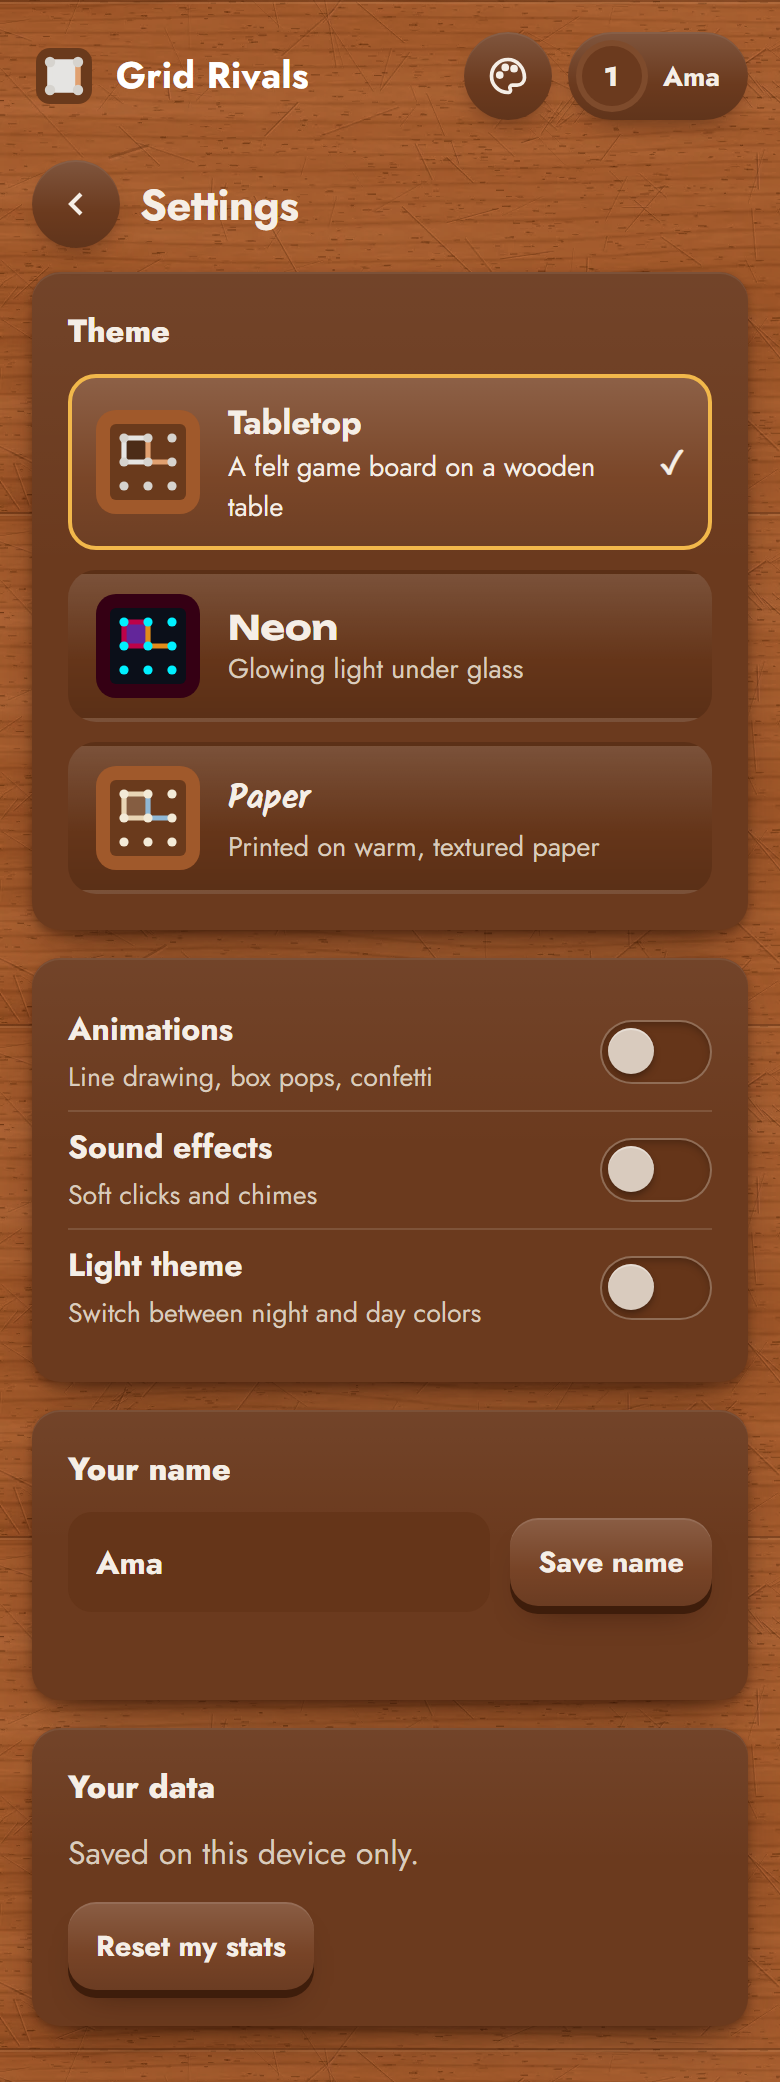 Grid Rivals
1 Ama
Settings
Theme
Tabletop
A felt game board on a wooden
table
Neon
Glowing light under glass
Paper
Printed on warm, textured paper
Animations
Line drawing, box pops, confetti
Sound effects
Soft clicks and chimes
Light theme
Switch between night and day colors
Your name
Ama
Save name
Your data
Saved on this device only.
Reset my stats